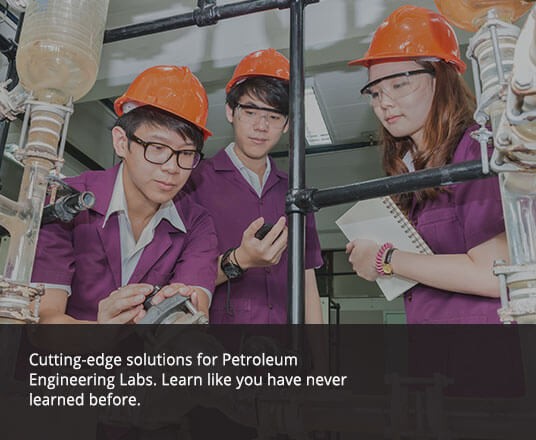 Cutting-edge solutions for Petroleum
Engineering Labs. Learn like you have never
learned before.